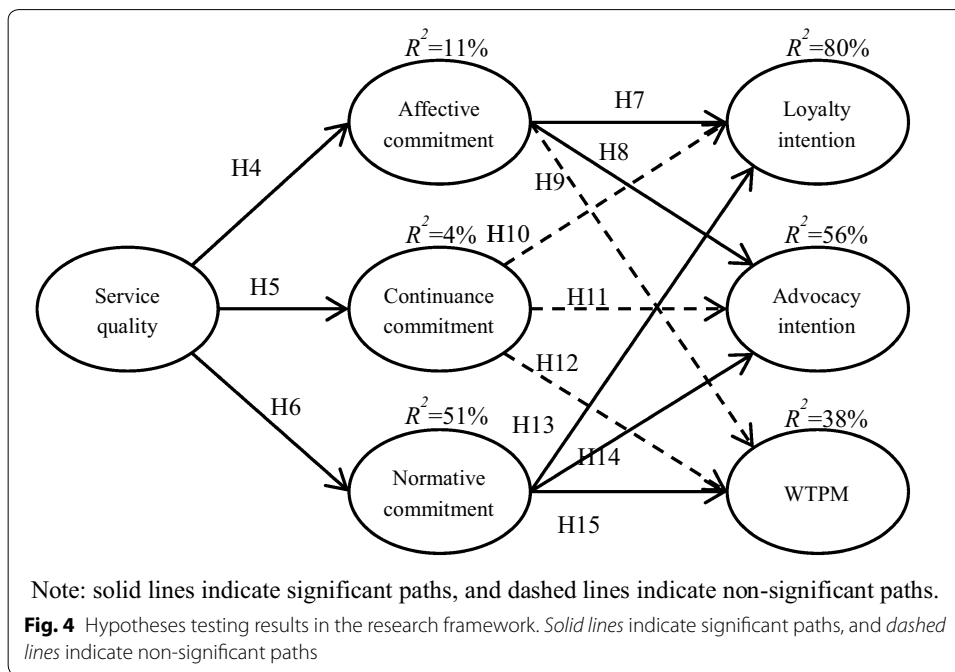 R²=11%
R²=80%
Affective
commitment
H7
Loyalty
intention
H8
H4
H9
R²=4%
H10
R²=56%
Service
quality
H5
Continuance
commitment
H11
Advocacy
intention
H12
H6
R²=51%
H13
R²=38%
Normative
commitment
H14
WTPM
H15
Note: solid lines indicate significant paths, and dashed lines indicate non-significant paths.
Fig. 4 Hypotheses testing results in the research framework. Solid lines indicate significant paths, and dashed
lines indicate non-significant paths